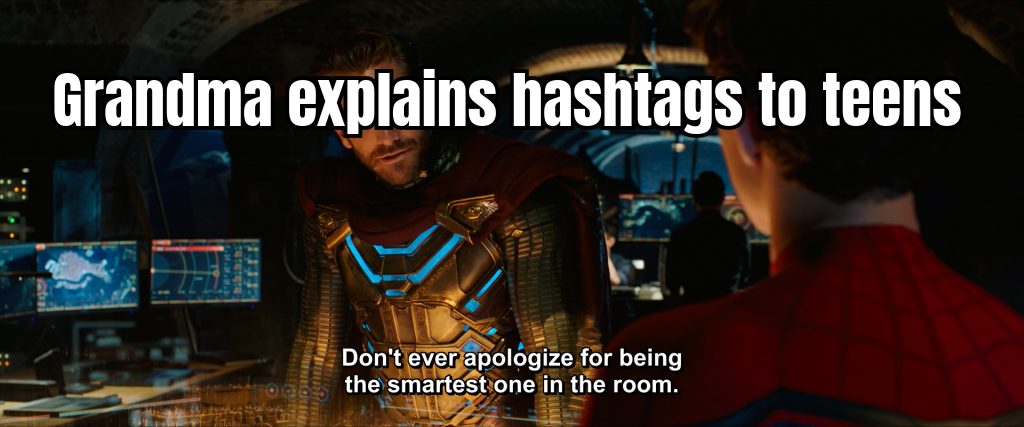 Grandma explains hashtags to teens
Don't ever apologize for being
the smartest one in the room.